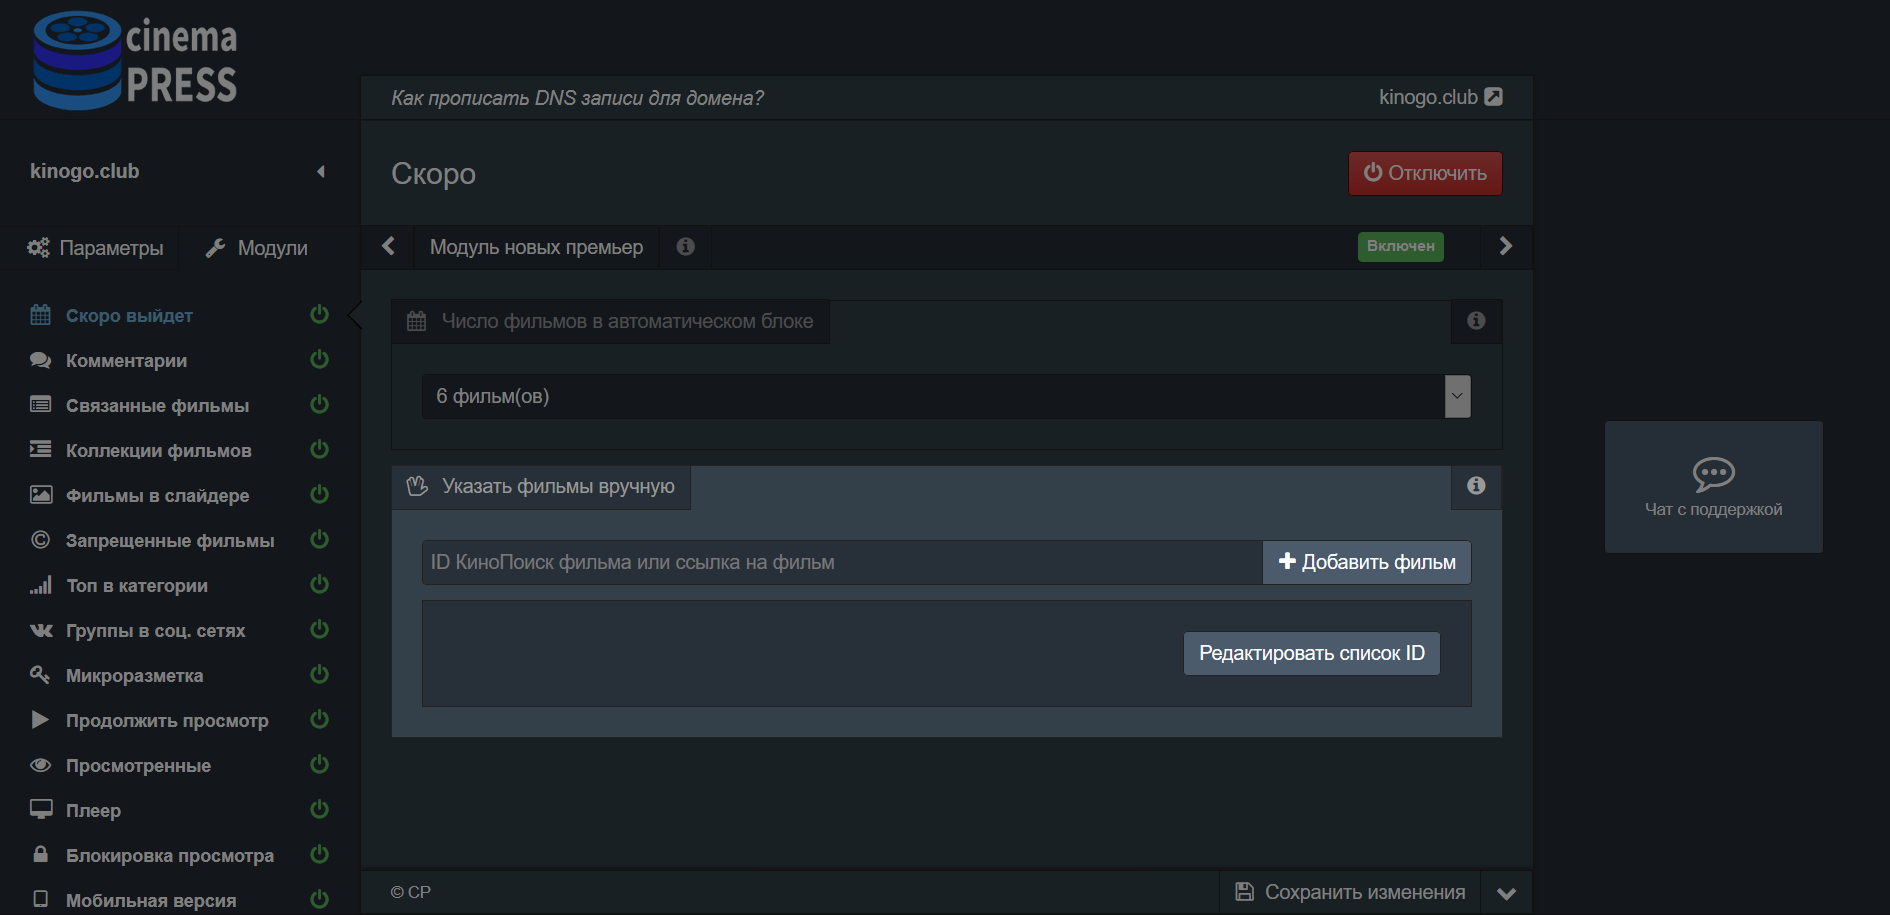 cinema
PRESS
Как прописать DNS записи для домена?
kinogo.club
kinogo.club
Скоро
Отключить
Параметры
Модули
Модуль новых премьер
Включен
Скоро выйдет
Комментарии
Связанные фильмы
Коллекции фильмов
Фильмы в слайдере
Запрещенные фильмы
Топ в категории
Группы в соц. сетях
Микроразметка
Продолжить просмотр
Просмотренные
Плеер
Блокировка просмотра
Мобильная версия
Число фильмов в автоматическом блоке
6 фильм(ов)
Указать фильмы вручную
ID КиноПоиск фильма или ссылка на фильм
Добавить фильм
Редактировать список ID
Чат с поддержкой
© CP
Сохранить изменения